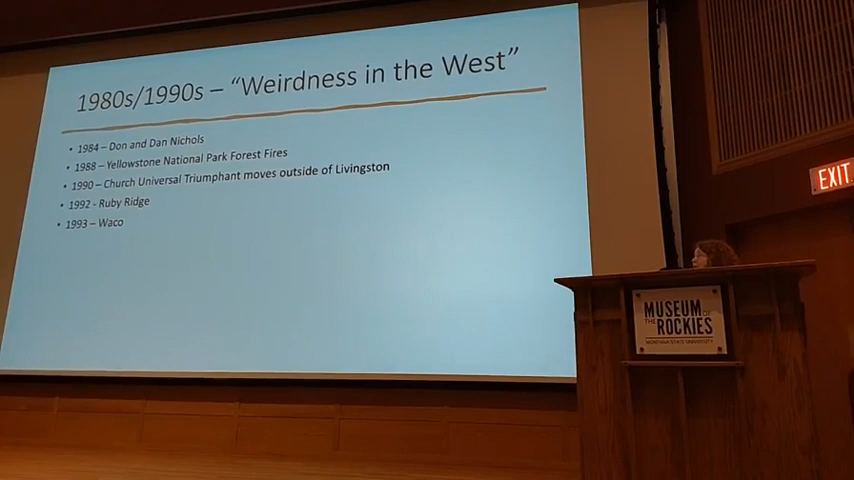 1980s/1990s – “Weirdness in the West”
• 1984 – Don and Dan Nichols
• 1988 – Yellowstone National Park Forest Fires
• 1990 – Church Universal Triumphant moves outside of Livingston
• 1992 - Ruby Ridge
• 1993 – Waco
EXIT
MUSEUM OF
THE ROCKIES
MONTANA STATE UNIVERSITY